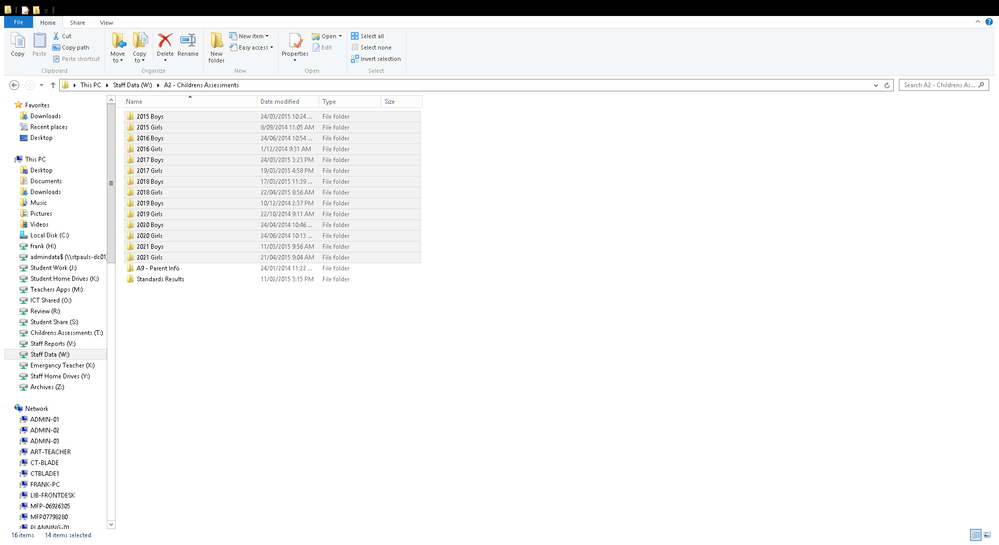 File Home Share View
Copy
Paste
Cut
Copy path
Paste shortcut
Clipboard
Move to
Copy to
Delete
Rename
Organize
New folder
New item
Easy access
New
Properties
Open
Edit
Open
Select all
Select none
Invert selection
Select
This PC Staff Data (W:) A2 - Childrens Assessments
Search A2 - Childrens As...
Favorites
Downloads
Recent places
Desktop
This PC
Desktop
Documents
Downloads
Music
Pictures
Videos
Local Disk (C:)
frank (H:)
admindata$ (\\stpauls-dc01)
Student Work (J:)
Student Home Drives (K:)
Teachers Apps (M:)
ICT Shared (O:)
Review (R:)
Student Share (S:)
Childrens Assessments (T:)
Staff Reports (V:)
Staff Data (W:)
Emergancy Teacher (X:)
Staff Home Drives (Y:)
Archives (Z:)
Network
ADMIN-01
ADMIN-02
ADMIN-03
ART-TEACHER
CT-BLADE
CTBLADE1
FRANK-PC
LIB-FRONTDESK
MFP-06926305
MFP07798280
PLANNING-01
Name Date modified Type Size
2015 Boys 24/03/2015 10:24 ... File folder
2015 Girls 8/09/2014 11:05 AM File folder
2016 Boys 24/06/2014 10:54 ... File folder
2016 Girls 1/12/2014 9:31 AM File folder
2017 Boys 24/03/2015 3:23 PM File folder
2017 Girls 19/03/2015 4:58 PM File folder
2018 Boys 17/03/2015 11:39 ... File folder
2018 Girls 22/04/2015 8:56 AM File folder
2019 Boys 10/12/2014 2:37 PM File folder
2019 Girls 22/10/2014 9:11 AM File folder
2020 Boys 24/04/2014 10:46 ... File folder
2020 Girls 24/06/2014 10:13 ... File folder
2021 Boys 11/03/2015 9:56 AM File folder
2021 Girls 21/04/2015 9:04 AM File folder
A9 - Parent Info 24/01/2014 11:22 ... File folder
Standards Results 11/02/2015 3:15 PM File folder
16 items 14 items selected